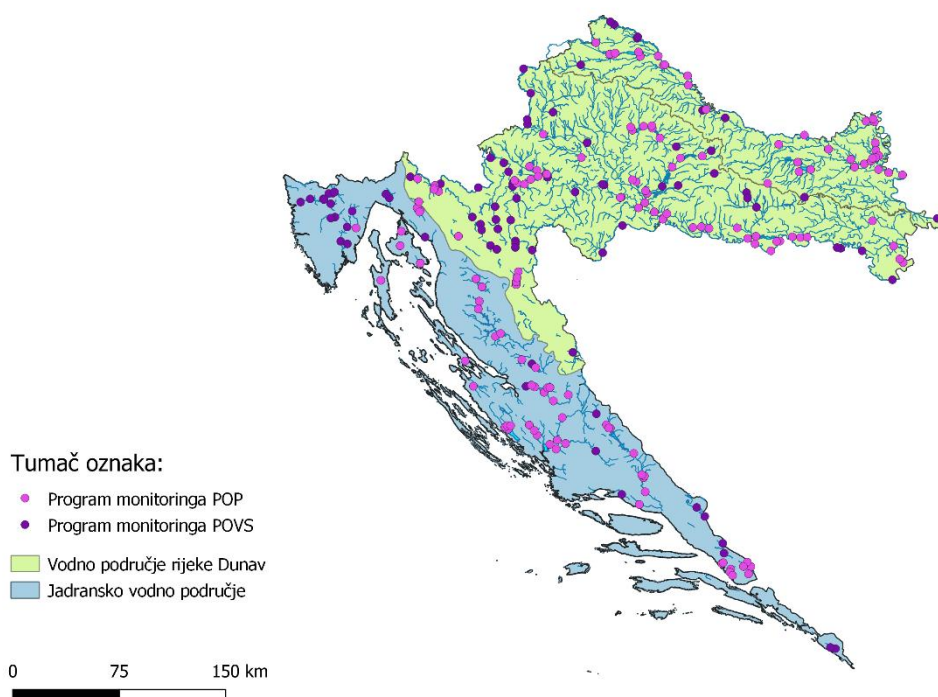 Tumač oznaka:
Program monitoringa POP
Program monitoringa POVS
Vodno područje rijeke Dunav
Jadransko vodno područje
0 75 150 km